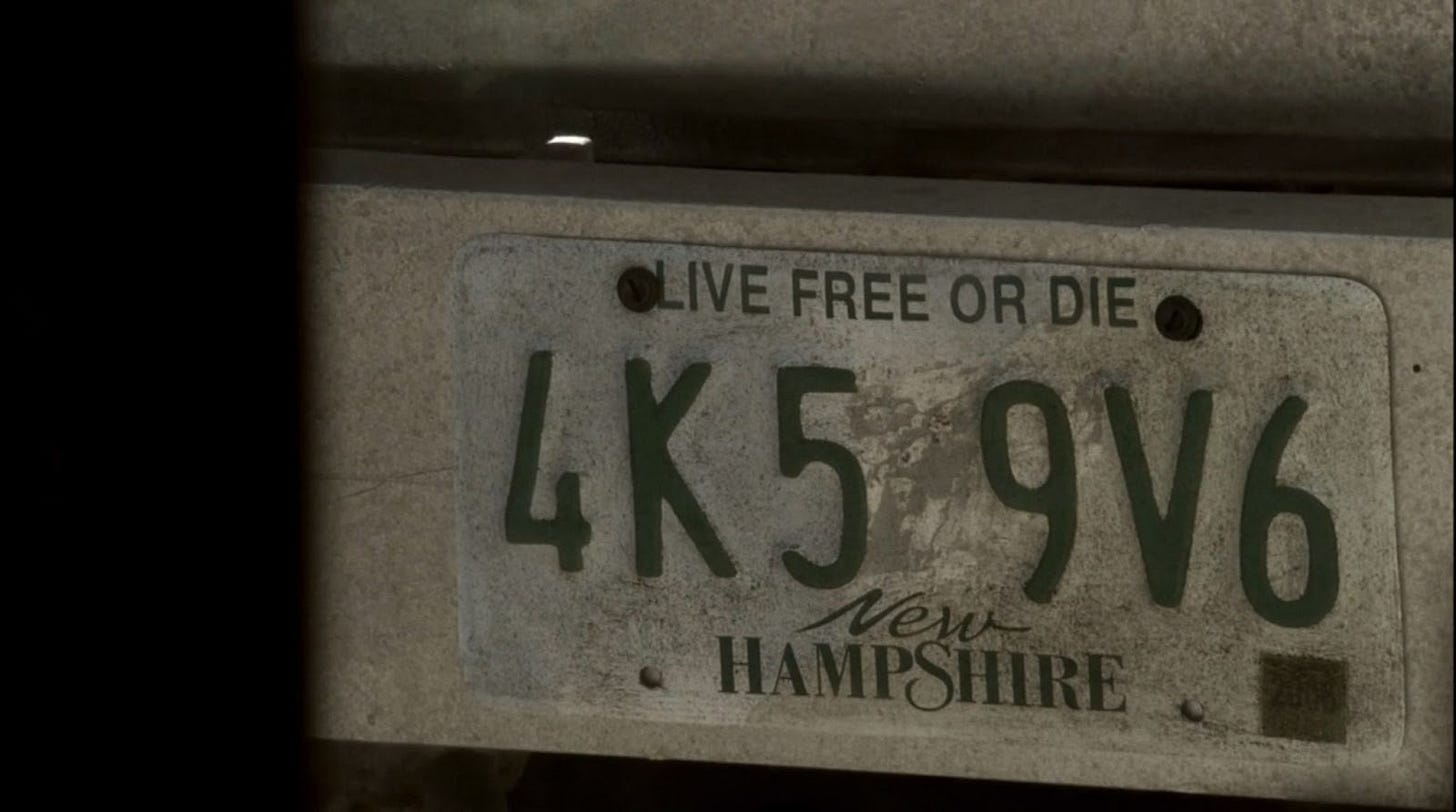 LIVE FREE OR DIE
4K5 9V6
New
HAMPSHIRE